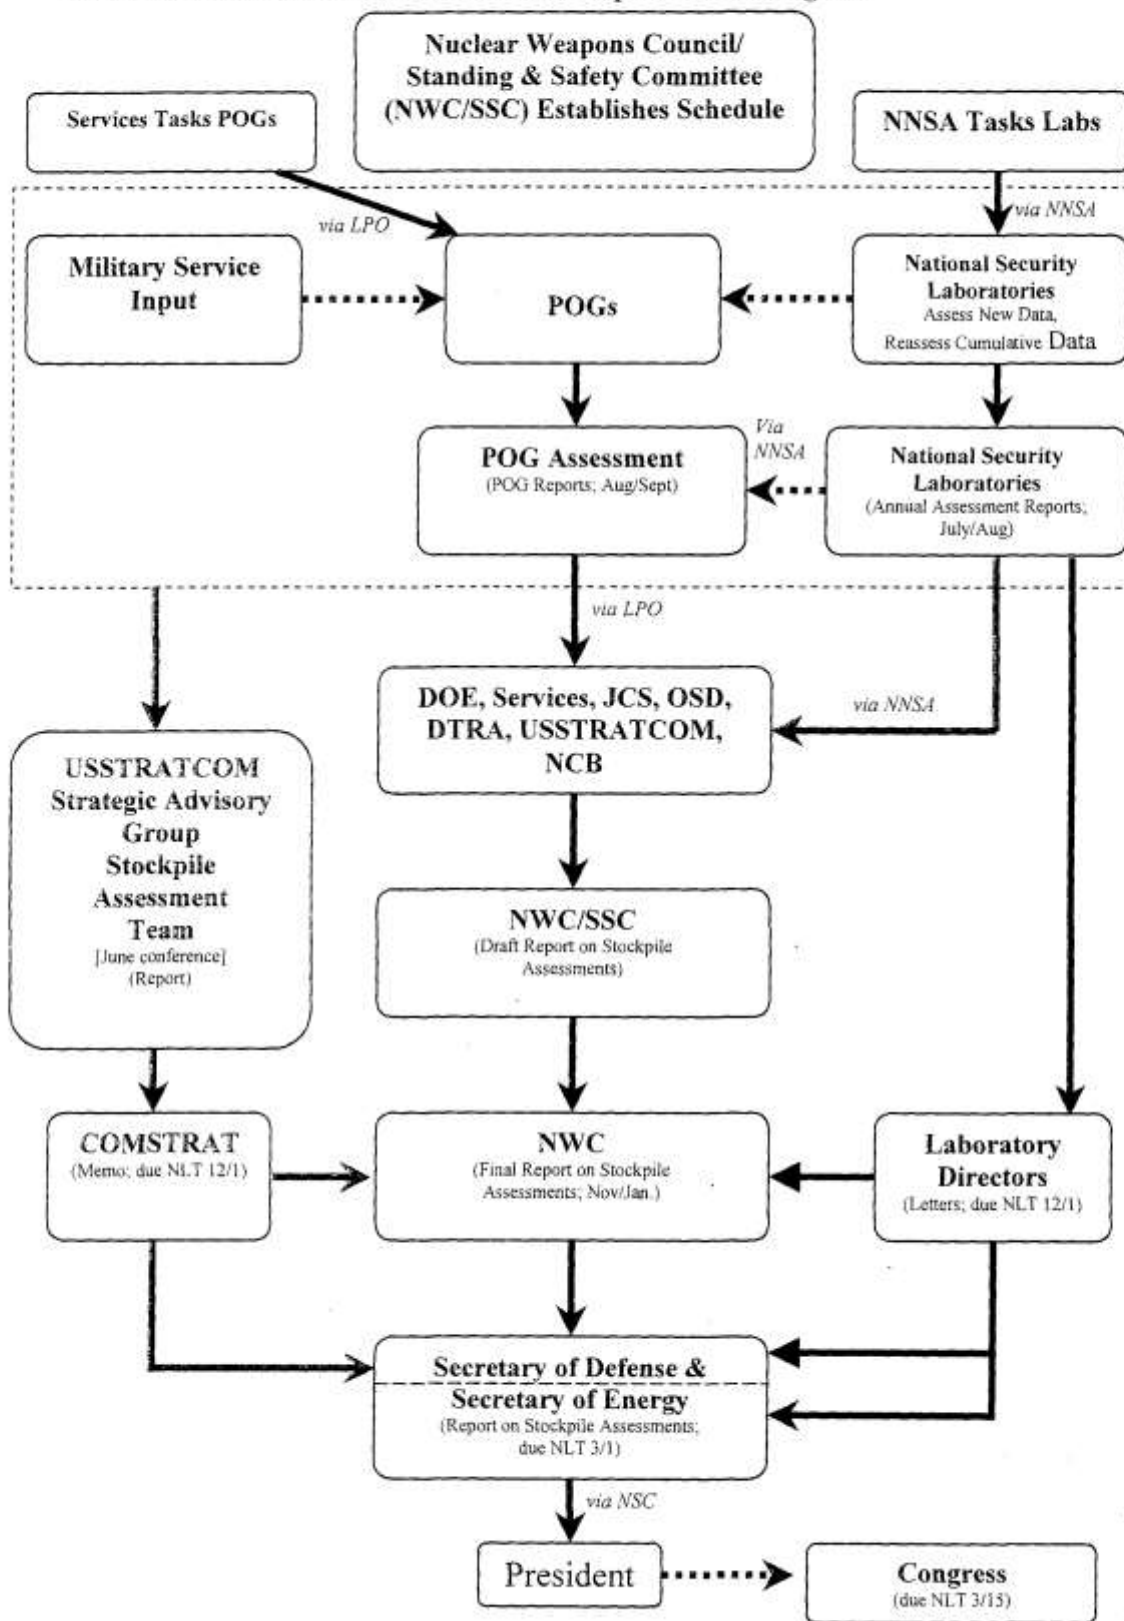 Nuclear Weapons Council/
Standing & Safety Committee
(NWC/SSC) Establishes Schedule
Services Tasks POGs
NNSA Tasks Labs
via LPO
via NNSA
Military Service
Input
POGs
National Security
Laboratories
Assess New Data,
Reassess Cumulative Data
POG Assessment
(POG Reports; Aug/Sept)
Via
NNSA
National Security
Laboratories
(Annual Assessment Reports;
July/Aug)
via LPO
DOE, Services, JCS, OSD,
DTRA, USSTRATCOM,
NCB
via NNSA
USSTRATCOM
Strategic Advisory
Group
Stockpile
Assessment
Team
[June conference]
(Report)
NWC/SSC
(Draft Report on Stockpile
Assessments)
COMSTRAT
(Memo; due NLT 12/1)
NWC
(Final Report on Stockpile
Assessments; Nov/Jan.)
Laboratory
Directors
(Letters; due NLT 12/1)
Secretary of Defense &
Secretary of Energy
(Report on Stockpile Assessments;
due NLT 3/1)
via NSC
President
Congress
(due NLT 3/15)